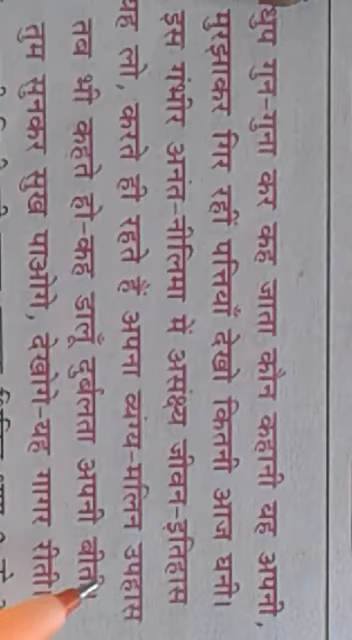 मधुप गुन-गुना कर कह जाता कौन कहानी यह अपनी,
मुरझाकर गिर रहीं पत्तियाँ देखो कितनी आज घनी।
इस गंभीर अनंत-नीलिमा में असंख्य जीवन-इतिहास
यह लो, करते ही रहते हैं अपना व्यंग्य-मलिन उपहास
तब भी कहते हो-कह डालूँ दुर्बलता अपनी बीती
तुम सुनकर सुख पाओगे, देखोगे-यह गागर रीती।